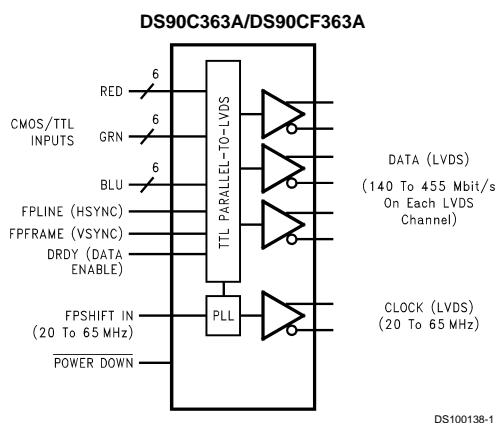 DS90C363A/DS90CF363A
6
RED
6
CMOS/TTL
INPUTS
GRN
6
BLU
FPLINE (HSYNC)
FPFRAME (VSYNC)
DRDY (DATA
ENABLE)
FPSHIFT IN
(20 To 65 MHz)
POWER DOWN
TTL PARALLEL-TO-LVDS
PLL
DATA (LVDS)
(140 To 455 Mbit/s
On Each LVDS
Channel)
CLOCK (LVDS)
(20 To 65 MHz)
DS100138-1